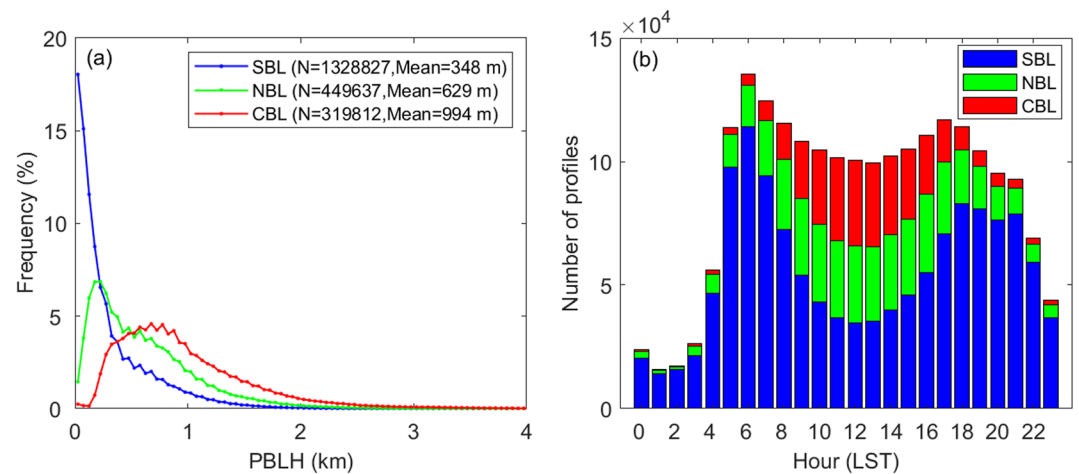 (a)
SBL (N=1328827,Mean=348 m)
NBL (N=449637,Mean=629 m)
CBL (N=319812,Mean=994 m)
20
15
10
5
0
Frequency (%)
0 1 2 3 4
PBLH (km)
×10⁴
(b)
SBL
NBL
CBL
15
10
5
0
Number of profiles
0 2 4 6 8 10 12 14 16 18 20 22
Hour (LST)